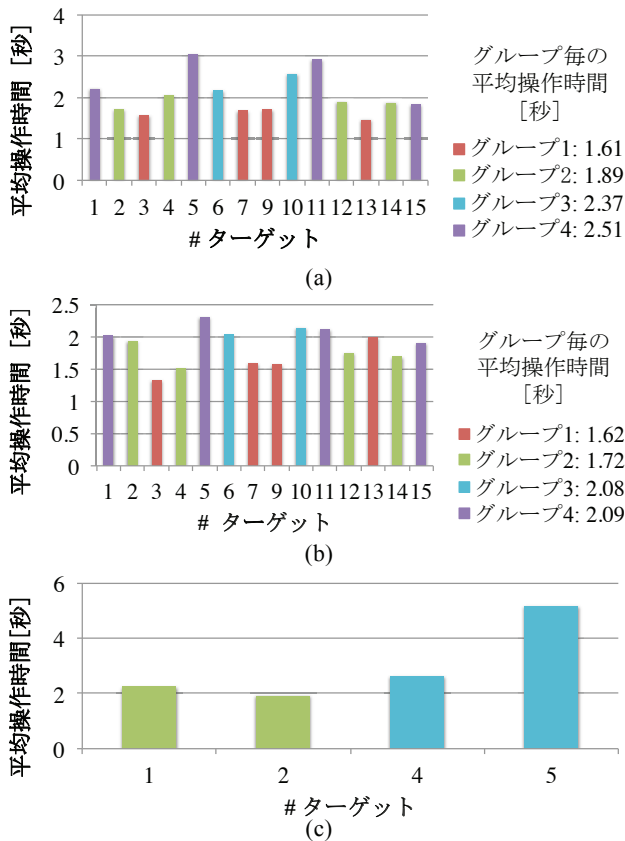 平均操作時間 [秒]
4
3
2
1
0
1 2 3 4 5 6 7 9 10 11 12 13 14 15
# ターゲット
グループ毎の
平均操作時間
[秒]
グループ1: 1.61
グループ2: 1.89
グループ3: 2.37
グループ4: 2.51
(a)
平均操作時間 [秒]
2.5
2
1.5
1
0.5
0
1 2 3 4 5 6 7 9 10 11 12 13 14 15
# ターゲット
グループ毎の
平均操作時間
[秒]
グループ1: 1.62
グループ2: 1.72
グループ3: 2.08
グループ4: 2.09
(b)
平均操作時間[秒]
6
4
2
0
1 2 4 5
# ターゲット
(c)